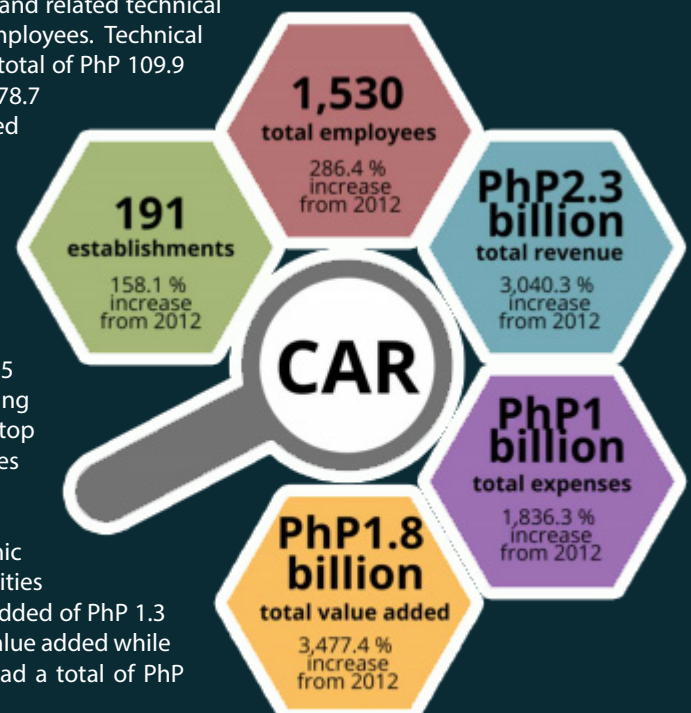 and related technical
mployees. Technical
total of PhP 109.9
78.7
ed
5
ng
top
es
nic
ities
dded of PhP 1.3
alue added while
ad a total of PhP
1,530
total employees
286.4 %
increase
from 2012
191
establishments
158.1 %
increase
from 2012
PhP2.3
billion
total revenue
3,040.3 %
increase
from 2012
CAR
PhP1
billion
total expenses
1,836.3 %
increase
from 2012
PhP1.8
billion
total value added
3,477.4 %
increase
from 2012